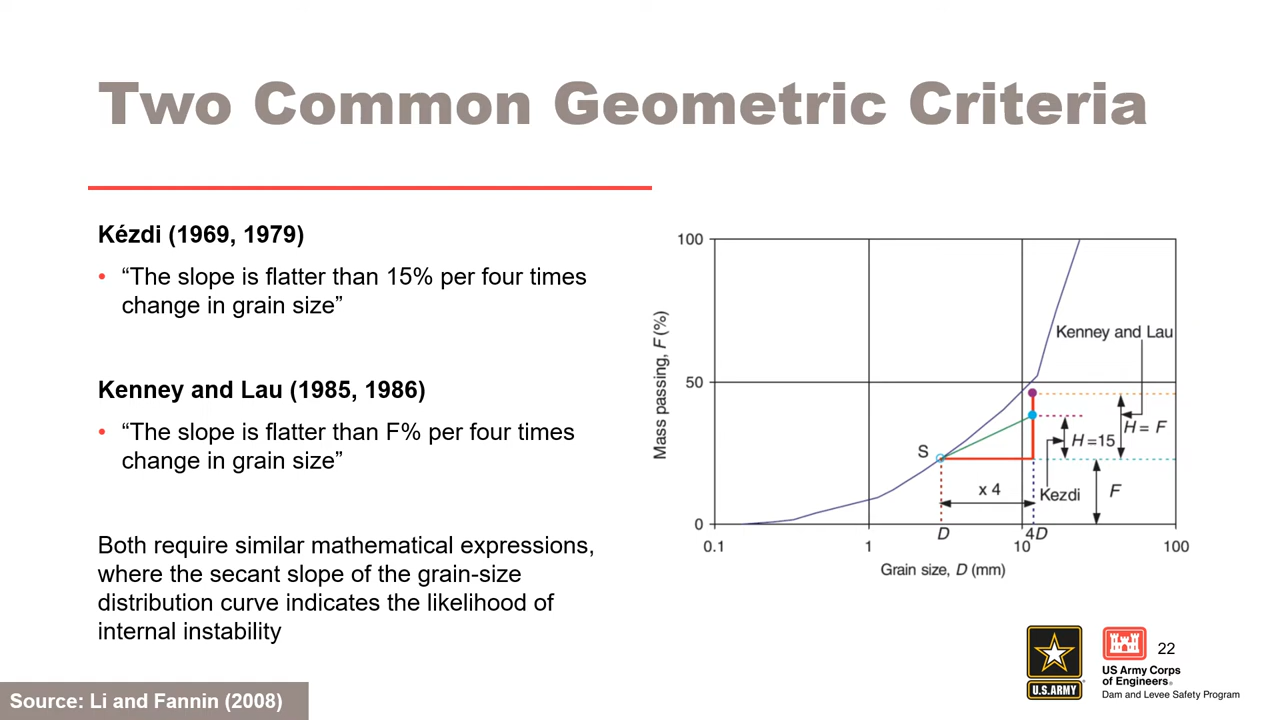 Two Common Geometric Criteria
Kézdi (1969, 1979)
• “The slope is flatter than 15% per four times
change in grain size”
Kenney and Lau (1985, 1986)
• “The slope is flatter than F% per four times
change in grain size”
Both require similar mathematical expressions,
where the secant slope of the grain-size
distribution curve indicates the likelihood of
internal instability
100
50
0
Mass passing, F (%)
Kenney and Lau
S
H = F
H =15
x 4
Kezdi
F
D
4D
0.1
1
10
100
Grain size, D (mm)
U.S.ARMY
22
US Army Corps
of Engineers®
Dam and Levee Safety Program
Source: Li and Fannin (2008)